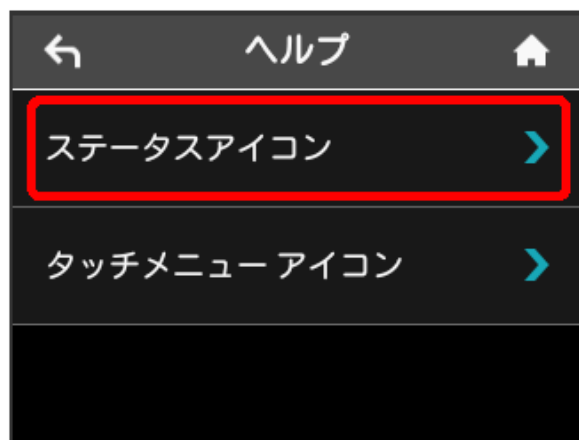 ヘルプ
ステータスアイコン
タッチメニュー アイコン